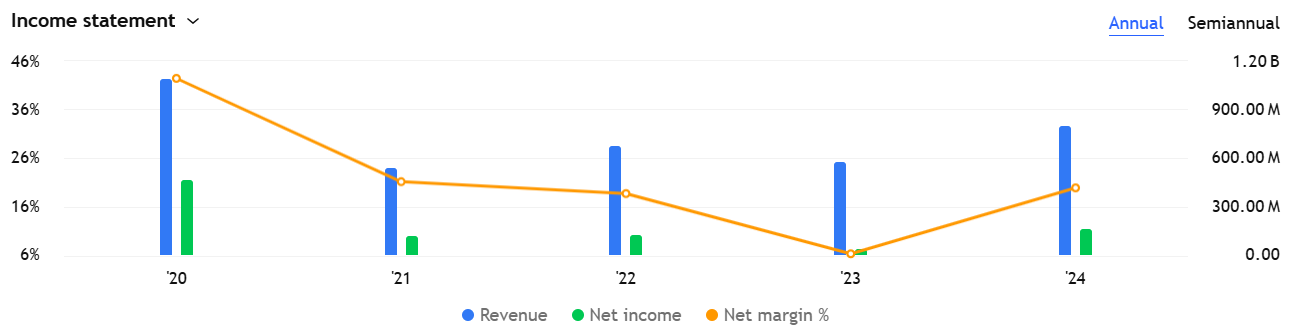 Income statement
Annual Semiannual
46% 1.20 B
36% 900.00 M
26% 600.00 M
16% 300.00 M
6% 0.00
'20 '21 '22 '23 '24
Revenue Net income Net margin %